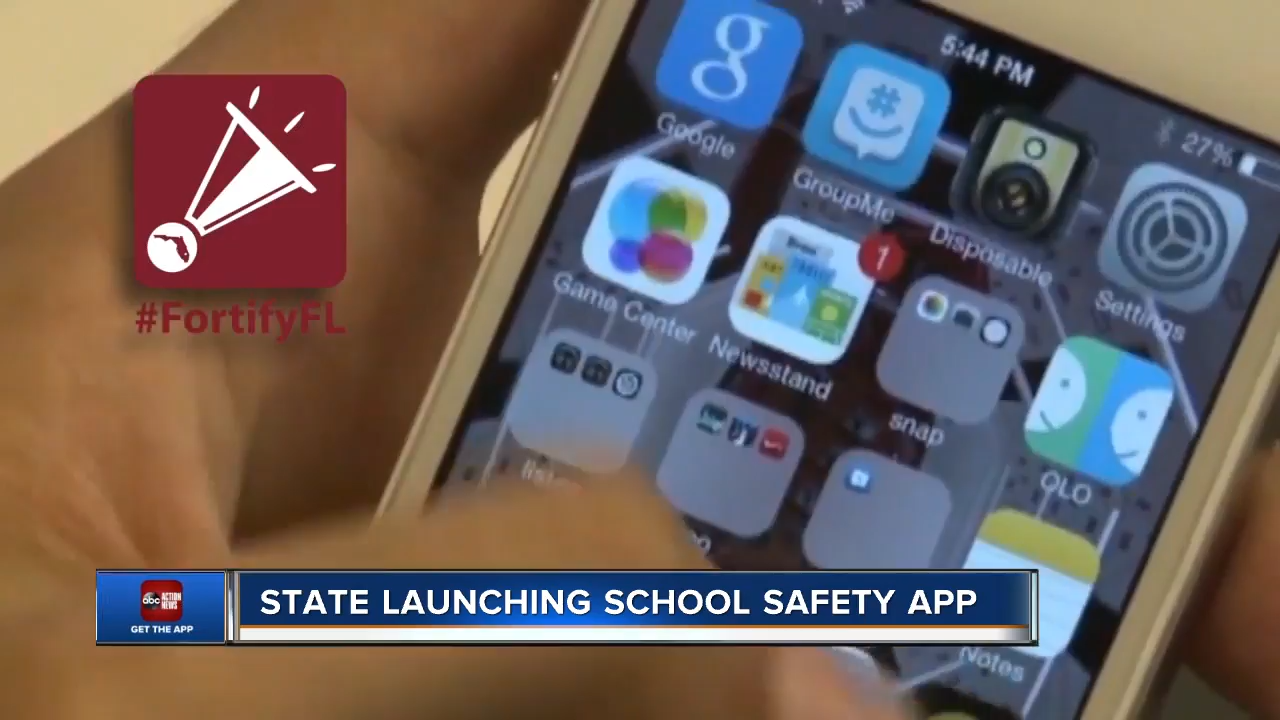 5:44 PM
27%
Google
GroupMe
Disposable
Settings
Game Center
Newsstand
1
snap
OLO
Notes
#FortifyFL
abc ACTION NEWS
GET THE APP
STATE LAUNCHING SCHOOL SAFETY APP